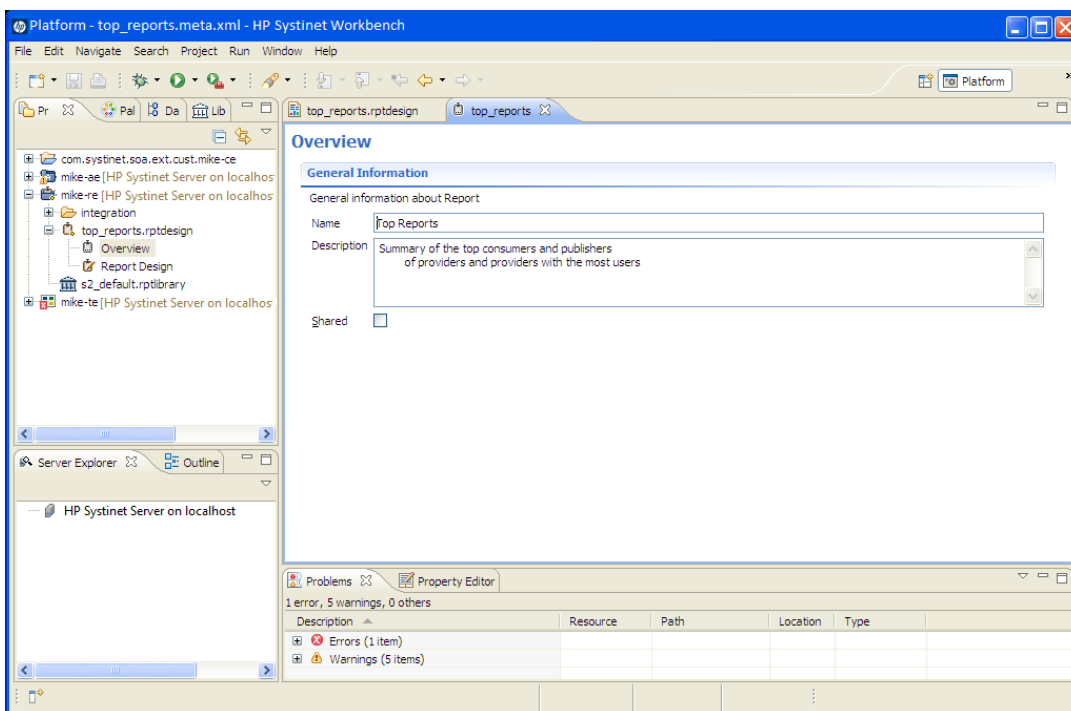 Platform - top_reports.meta.xml - HP Systinet Workbench
File Edit Navigate Search Project Run Window Help
Platform
Pr Pal Da Lib
top_reports.rptdesign top_reports
Overview
com.systinet.soa.ext.cust.mike-ce
mike-ae [HP Systinet Server on localhos
mike-re [HP Systinet Server on localhos
integration
top_reports.rptdesign
Overview
Report Design
s2_default.rptlibrary
mike-te [HP Systinet Server on localhos
General Information
General information about Report
Name Top Reports
Description Summary of the top consumers and publishers
of providers and providers with the most users
Shared
Server Explorer Outline
HP Systinet Server on localhost
Problems Property Editor
1 error, 5 warnings, 0 others
Description Resource Path Location Type
Errors (1 item)
Warnings (5 items)